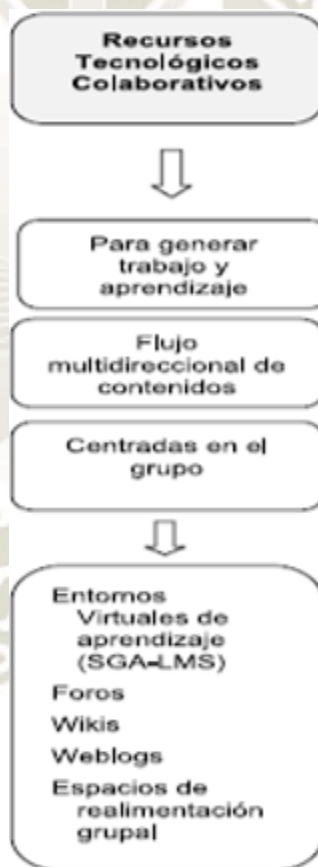 Recursos
Tecnológicos
Colaborativos
Para generar
trabajo y
aprendizaje
Flujo
multidireccional de
contenidos
Centradas en el
grupo
Entornos
Virtuales de
aprendizaje
(SGA-LMS)
Foros
Wikis
Weblogs
Espacios de
realimentación
grupal